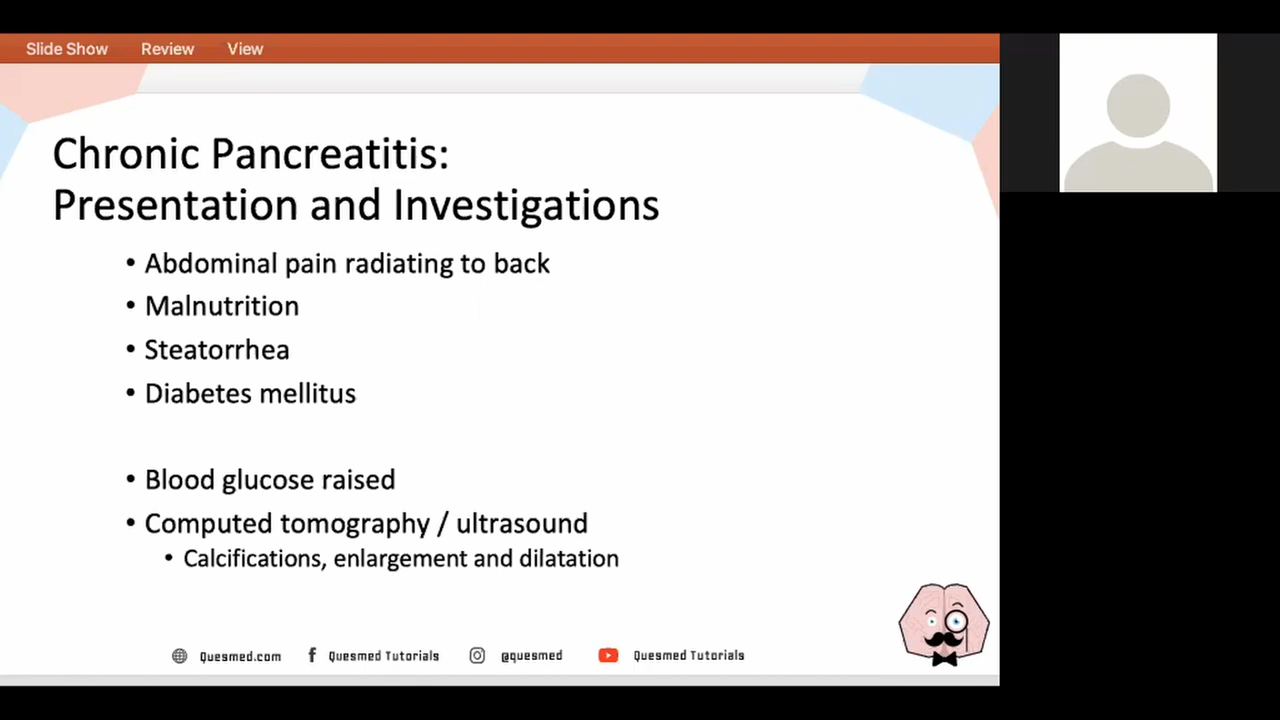 Slide Show Review View
Chronic Pancreatitis:
Presentation and Investigations
• Abdominal pain radiating to back
• Malnutrition
• Steatorrhea
• Diabetes mellitus
• Blood glucose raised
• Computed tomography / ultrasound
• Calcifications, enlargement and dilatation
Quesmed.com Quesmed Tutorials @quesmed Quesmed Tutorials